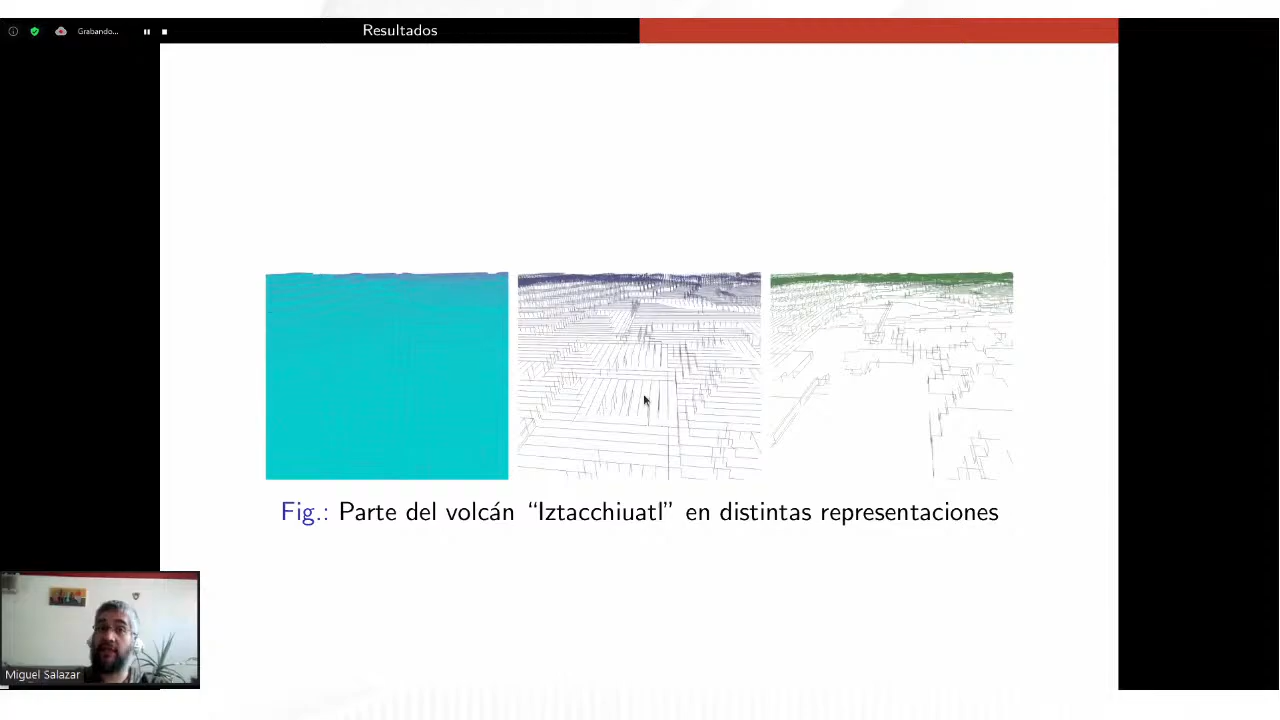 Grabando...
Resultados
Fig.: Parte del volcán “Iztacchiuatl” en distintas representaciones
Miguel Salazar